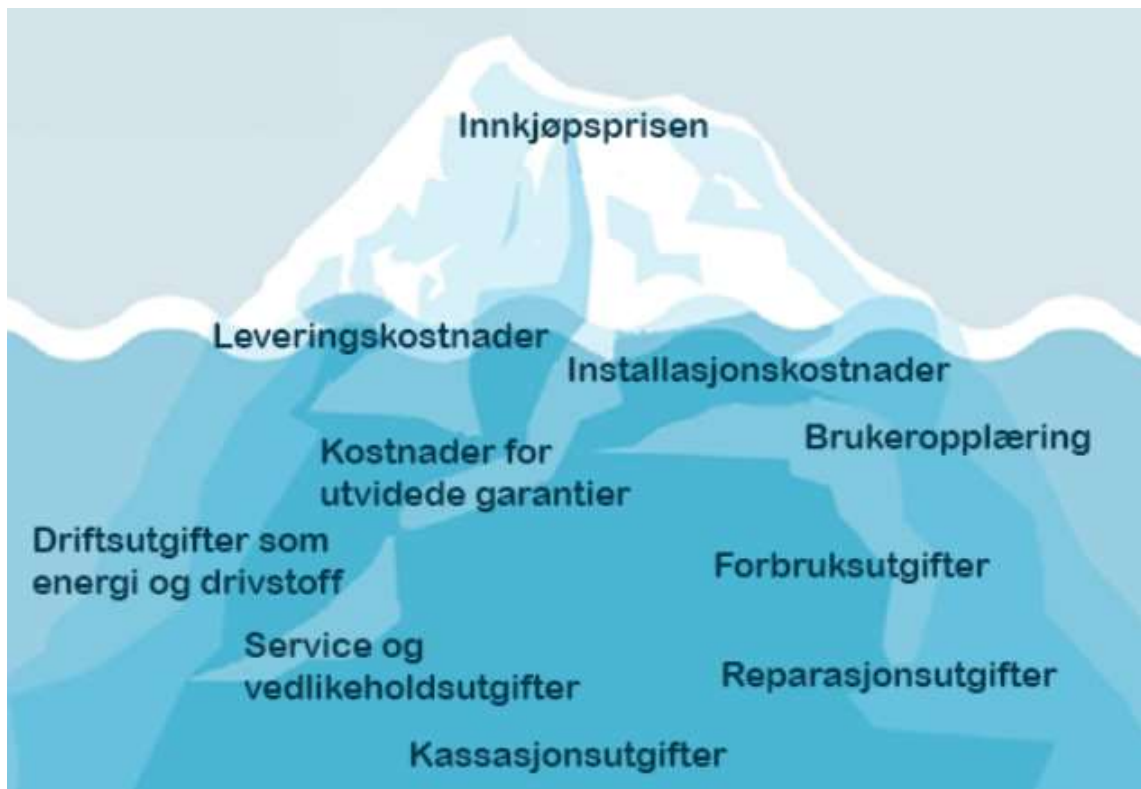 Innkjøpsprisen
Leveringskostnader
Installasjonskostnader
Brukeropplæring
Kostnader for
utvidede garantier
Driftsutgifter som
energi og drivstoff
Forbruksutgifter
Service og
vedlikeholdsutgifter
Reparasjonsutgifter
Kassasjonsutgifter